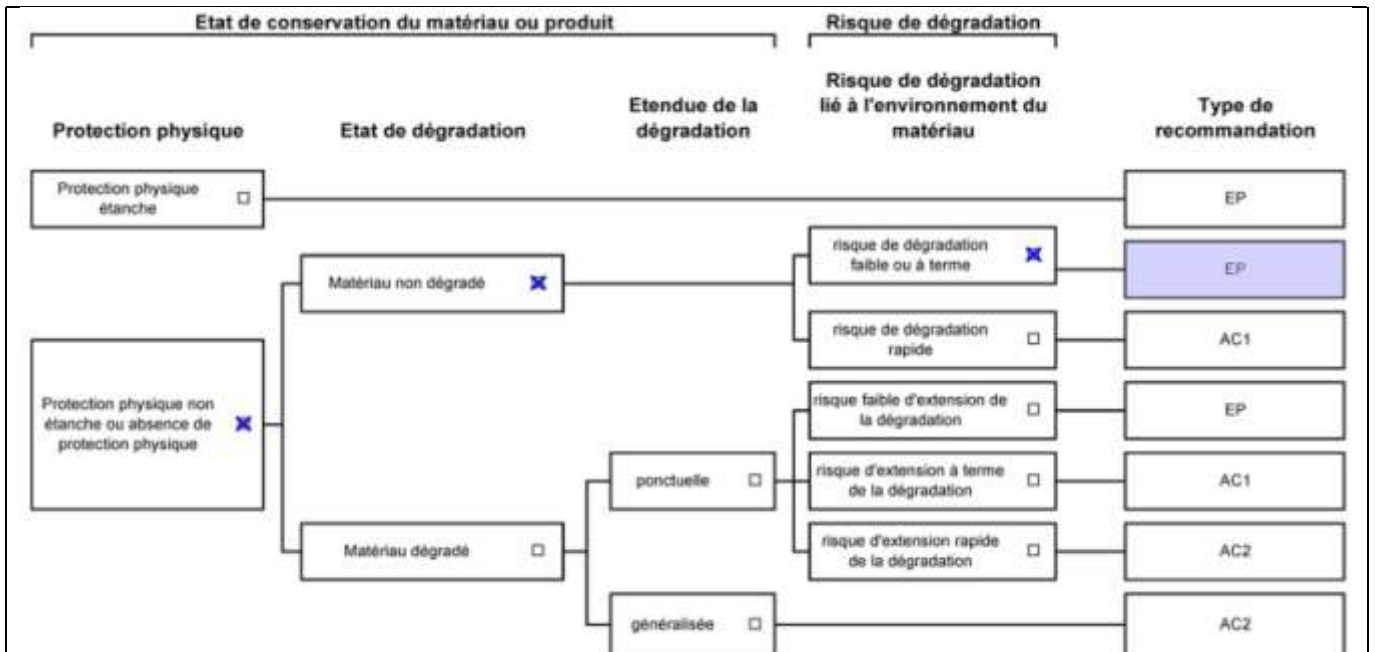 Etat de conservation du matériau ou produit
Risque de dégradation
Protection physique
Etat de dégradation
Etendue de la
dégradation
Risque de dégradation
lié à l'environnement du
matériau
Type de
recommandation
Protection physique
étanche
EP
Matériau non dégradé
risque de dégradation
faible ou à terme
EP
risque de dégradation
rapide
AC1
Protection physique non
étanche ou absence de
protection physique
risque faible d'extension de
la dégradation
EP
ponctuelle
risque d'extension à terme
de la dégradation
AC1
Matériau dégradé
risque d'extension rapide
de la dégradation
AC2
généralisée
AC2